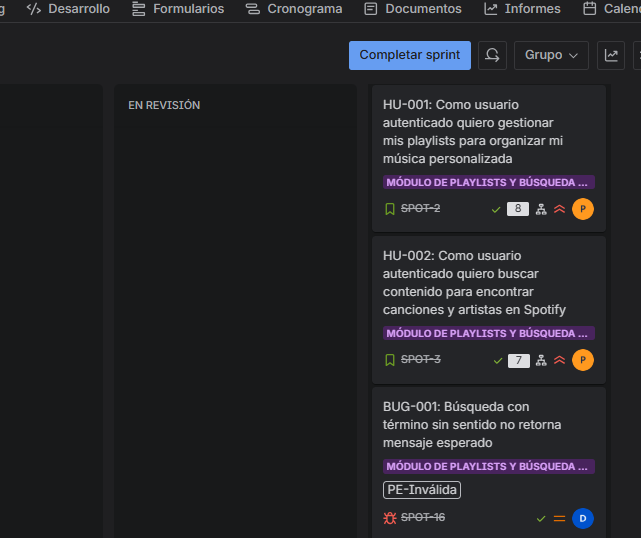 Desarrollo Formularios Cronograma Documentos Informes
Completar sprint Grupo
EN REVISIÓN
HU-001: Como usuario
autenticado quiero gestionar
mis playlists para organizar mi
música personalizada
MÓDULO DE PLAYLISTS Y BÚSQUEDA ...
SPOT-2 8 P
HU-002: Como usuario
autenticado quiero buscar
contenido para encontrar
canciones y artistas en Spotify
MÓDULO DE PLAYLISTS Y BÚSQUEDA ...
SPOT-3 7 P
BUG-001: Búsqueda con
término sin sentido no retorna
mensaje esperado
MÓDULO DE PLAYLISTS Y BÚSQUEDA ...
PE-Inválida
SPOT-16 D